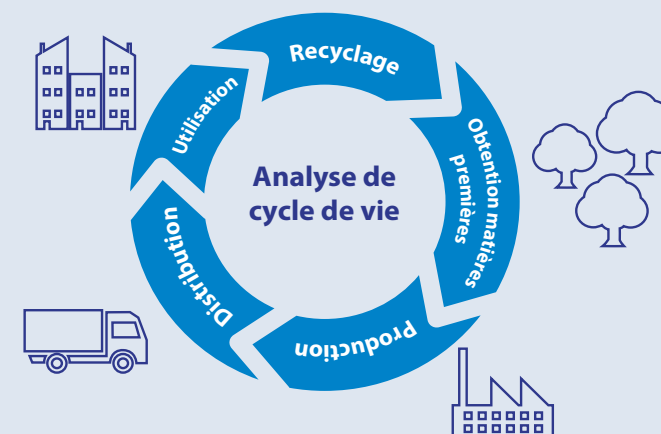 Analyse de
cycle de vie
Recyclage
Obtention matières
premières
Production
Distribution
Utilisation